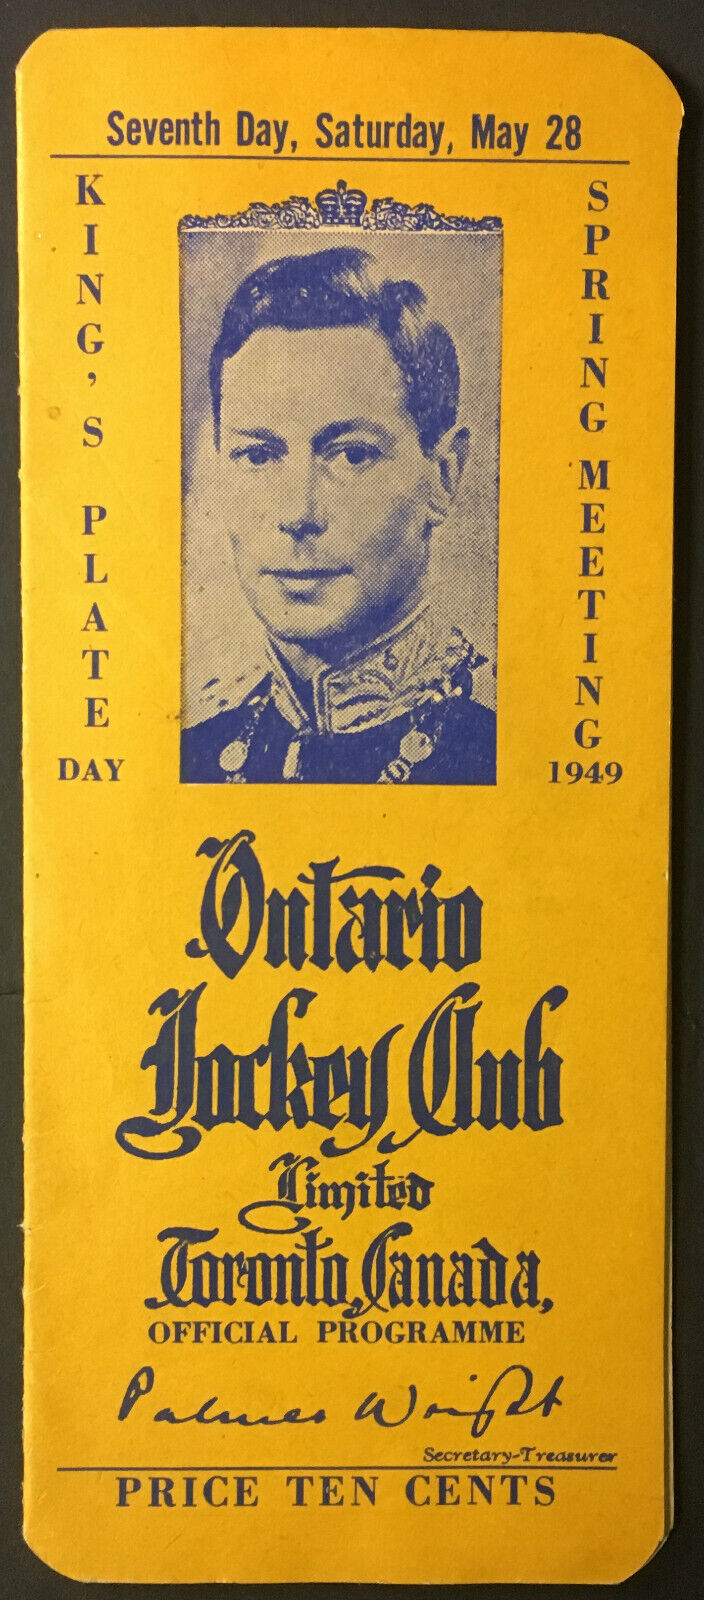 Seventh Day, Saturday, May 28
KING'S PLATE
DAY
SPRING MEETING
1949
Ontario
Jockey Club
Limited
Toronto, Canada,
OFFICIAL PROGRAMME
Palmer Wright
Secretary-Treasurer
PRICE TEN CENTS